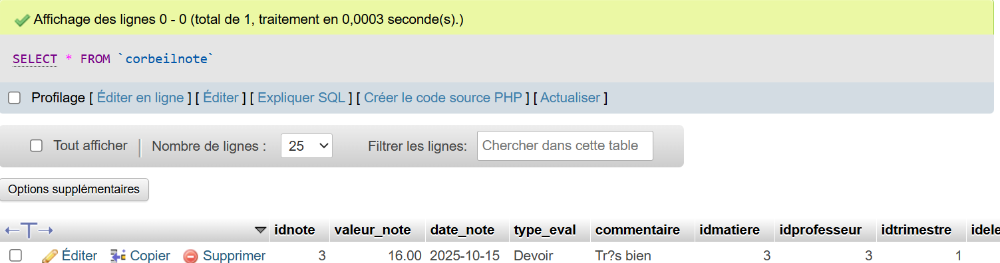 Affichage des lignes 0 - 0 (total de 1, traitement en 0,0003 seconde(s).)
SELECT * FROM `corbeilnote`
Profilage [ Éditer en ligne ] [ Éditer ] [ Expliquer SQL ] [ Créer le code source PHP ] [ Actualiser ]
Tout afficher Nombre de lignes : 25 Filtrer les lignes: Chercher dans cette table
Options supplémentaires
idnote valeur_note date_note type_eval commentaire idmatiere idprofesseur idtrimestre idele
Éditer Copier Supprimer 3 16.00 2025-10-15 Devoir Tr?s bien 3 3 1